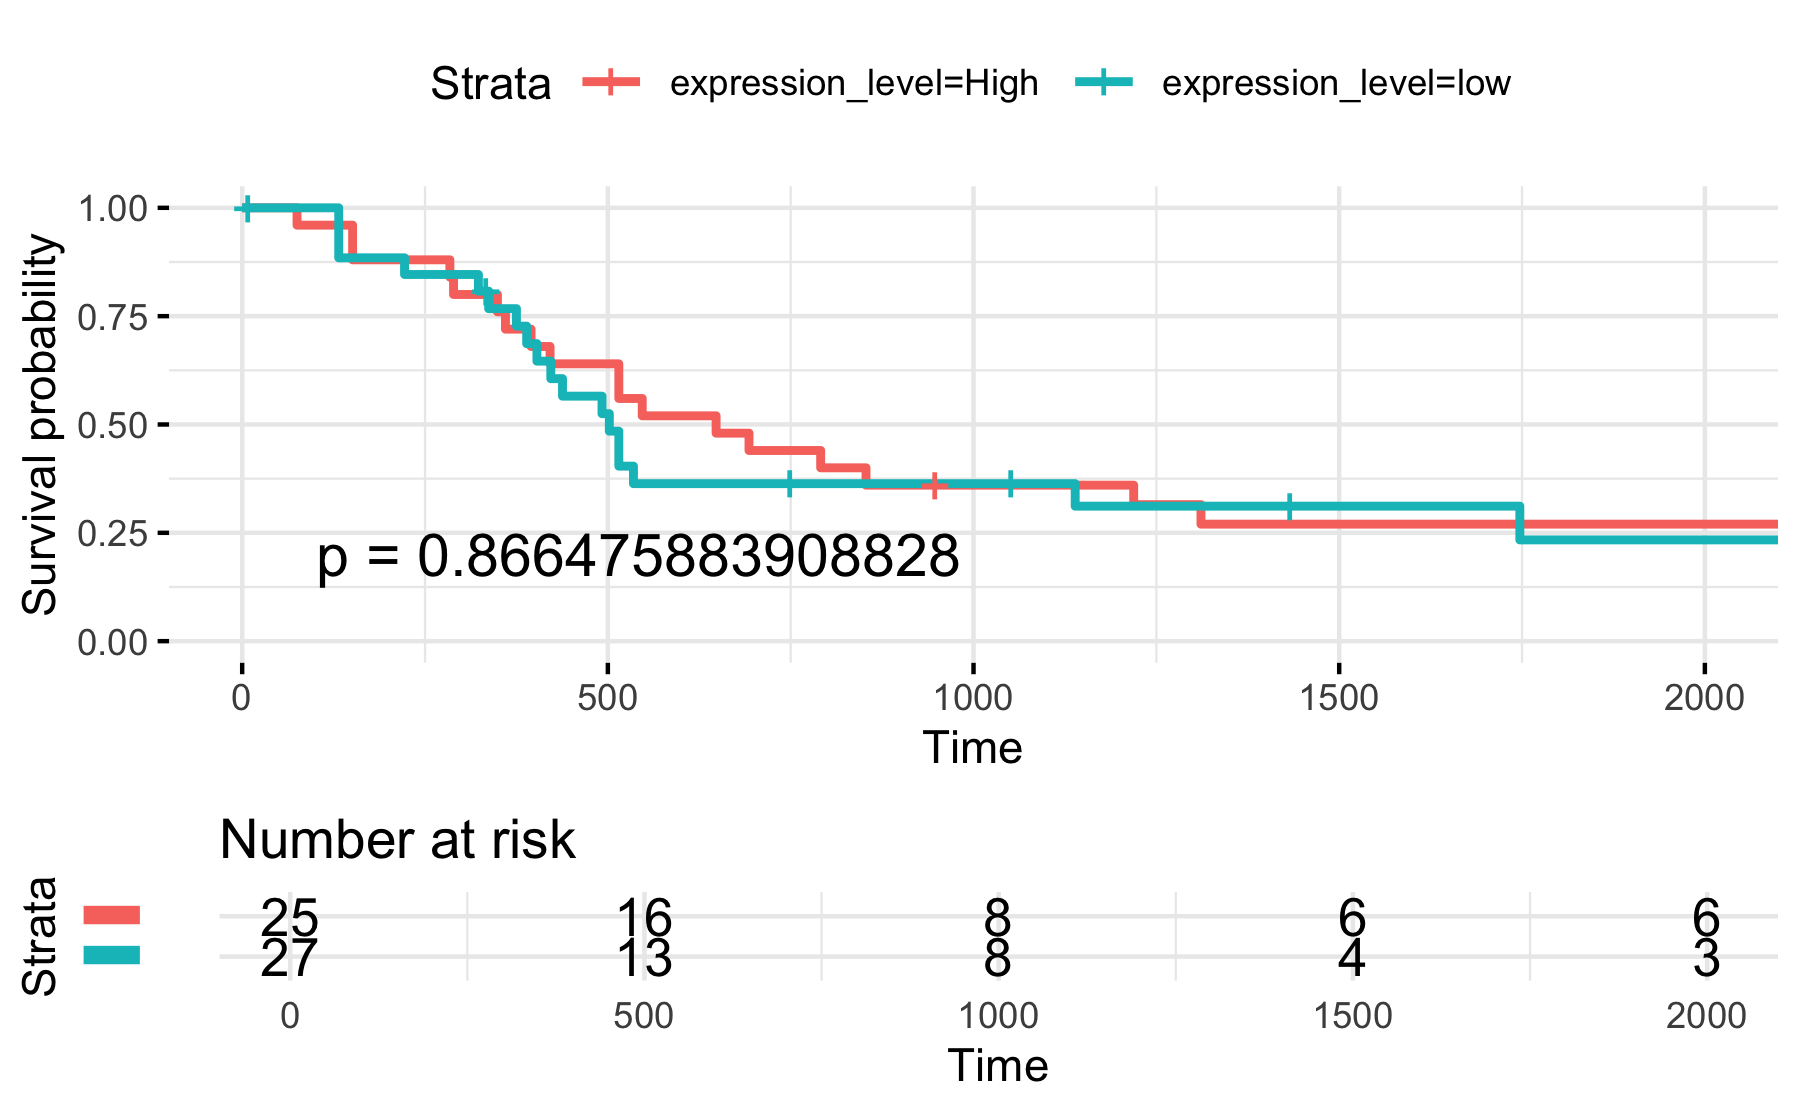 Strata expression_level=High expression_level=low
Survival probability
1.00
0.75
0.50
0.25
0.00
p = 0.866475883908828
0 500 1000 1500 2000
Time
Number at risk
Strata
25 16 8 6 6
27 13 8 4 3
0 500 1000 1500 2000
Time